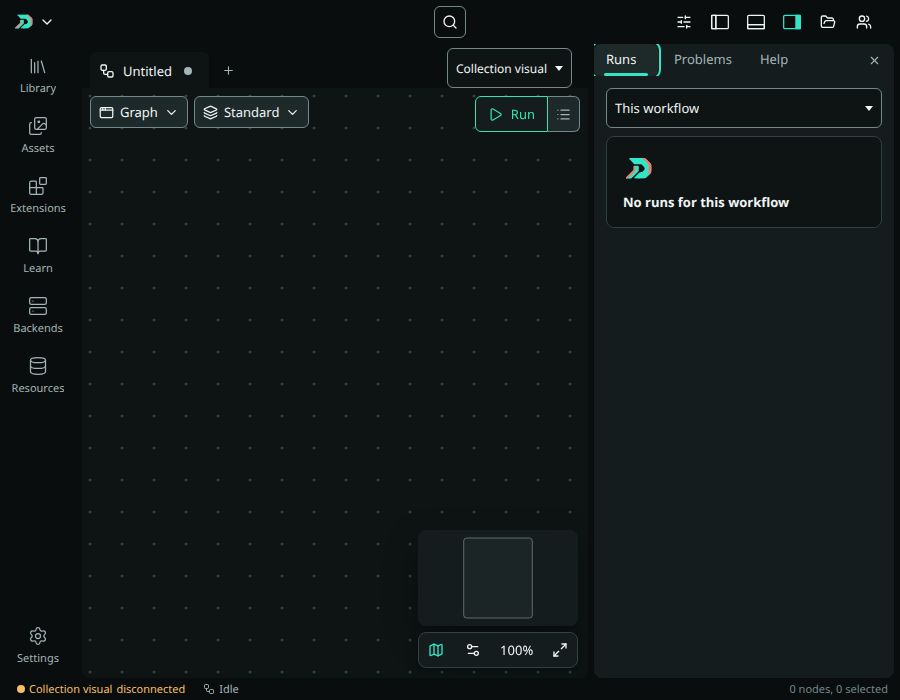 Library
Assets
Extensions
Learn
Backends
Resources
Settings
Untitled
Collection visual
Graph
Standard
Run
100%
Runs
Problems
Help
This workflow
No runs for this workflow
Collection visual disconnected
Idle
0 nodes, 0 selected